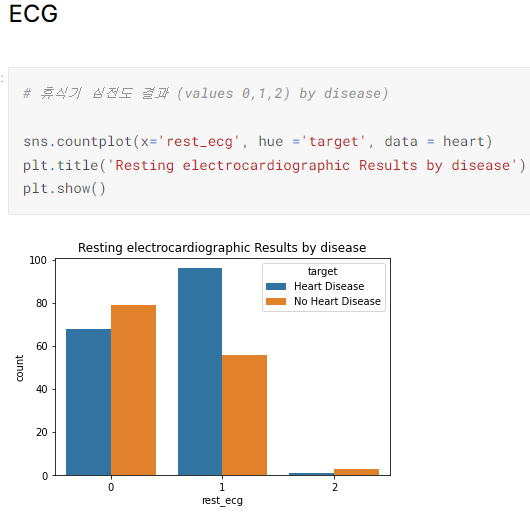 ECG
# 휴식기 심전도 결과 (values 0,1,2) by disease)
sns.countplot(x='rest_ecg', hue ='target', data = heart)
plt.title('Resting electrocardiographic Results by disease')
plt.show()
Resting electrocardiographic Results by disease
target
Heart Disease
No Heart Disease
100
80
60
40
20
0
count
0 1 2
rest_ecg